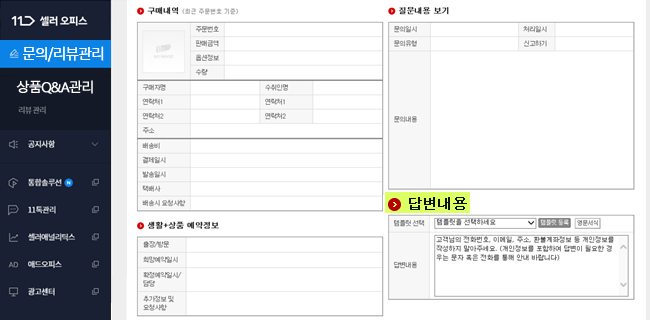 11 셀러 오피스
문의/리뷰관리
상품Q&A관리
리뷰 관리
공지사항
통합솔루션 N
11톡관리
셀러애널리틱스
AD 애드오피스
광고센터
구매내역 (최근 주문번호 기준)
주문번호
판매금액
옵션정보
수량
구매자명 수취인명
연락처1 연락처1
연락처2 연락처2
주소
배송비
결제일시
발송일시
택배사
배송시 요청사항
생활+상품 예약정보
출장/방문
희망예약일시
확정예약일시/
담당
추가정보 및
요청사항
질문내용 보기
문의일시 처리일시
문의유형 신고하기
문의내용
답변내용
템플릿 선택 템플릿을 선택하세요 템플릿 등록 영문서식
답변내용
고객님의 전화번호, 이메일, 주소, 환불계좌정보 등 개인정보를
작성하지 말아주세요. (개인정보를 포함하여 답변이 필요한 경
우는 문자 혹은 전화를 통해 안내 바랍니다)